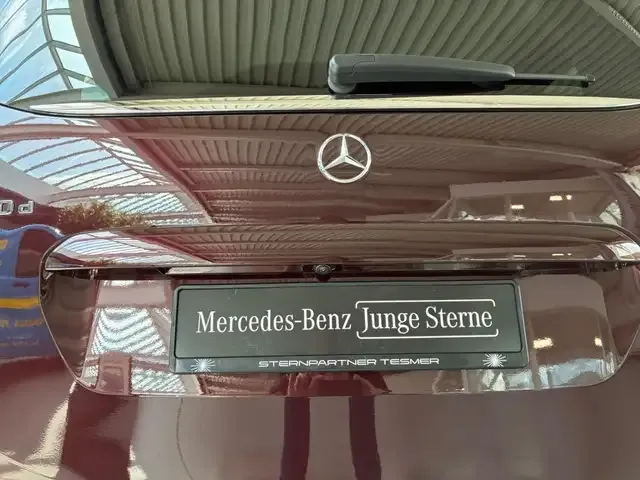 Mercedes-Benz Junge Sterne
STERNPARTNER TESMER